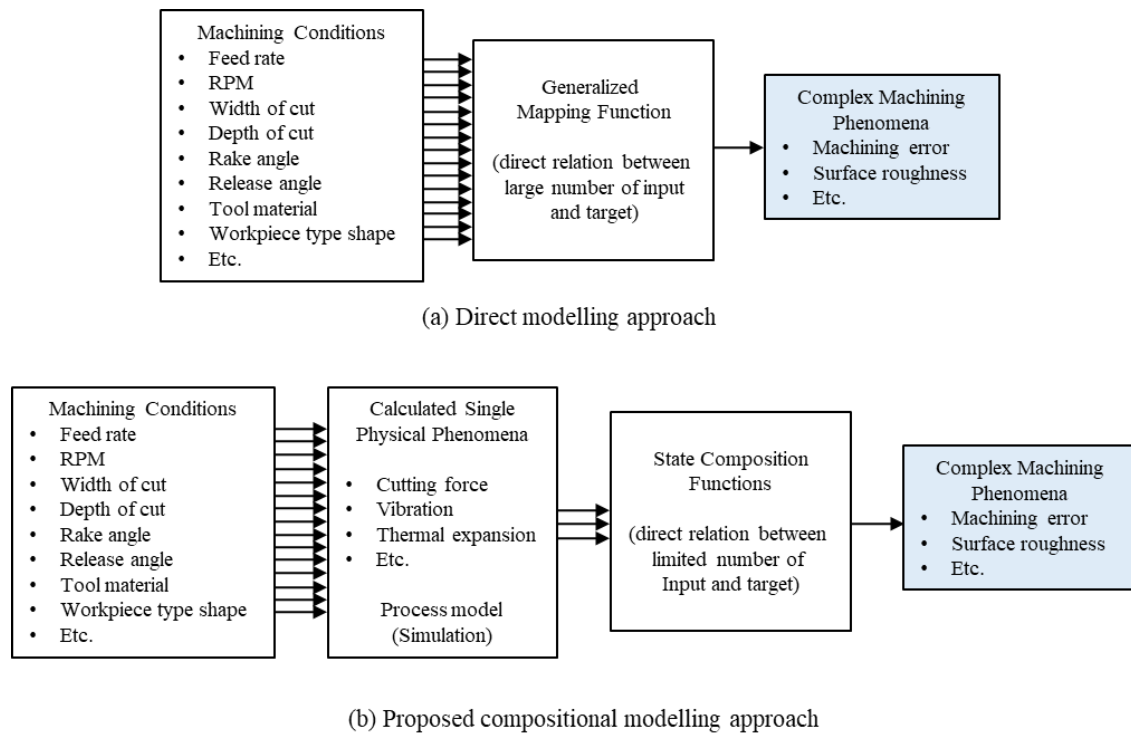 Machining Conditions
• Feed rate
• RPM
• Width of cut
• Depth of cut
• Rake angle
• Release angle
• Tool material
• Workpiece type shape
• Etc.
Generalized
Mapping Function
(direct relation between
large number of input
and target)
Complex Machining
Phenomena
• Machining error
• Surface roughness
• Etc.
(a) Direct modelling approach
Machining Conditions
• Feed rate
• RPM
• Width of cut
• Depth of cut
• Rake angle
• Release angle
• Tool material
• Workpiece type shape
• Etc.
Calculated Single
Physical Phenomena
• Cutting force
• Vibration
• Thermal expansion
• Etc.
Process model
(Simulation)
State Composition
Functions
(direct relation between
limited number of
Input and target)
Complex Machining
Phenomena
• Machining error
• Surface roughness
• Etc.
(b) Proposed compositional modelling approach